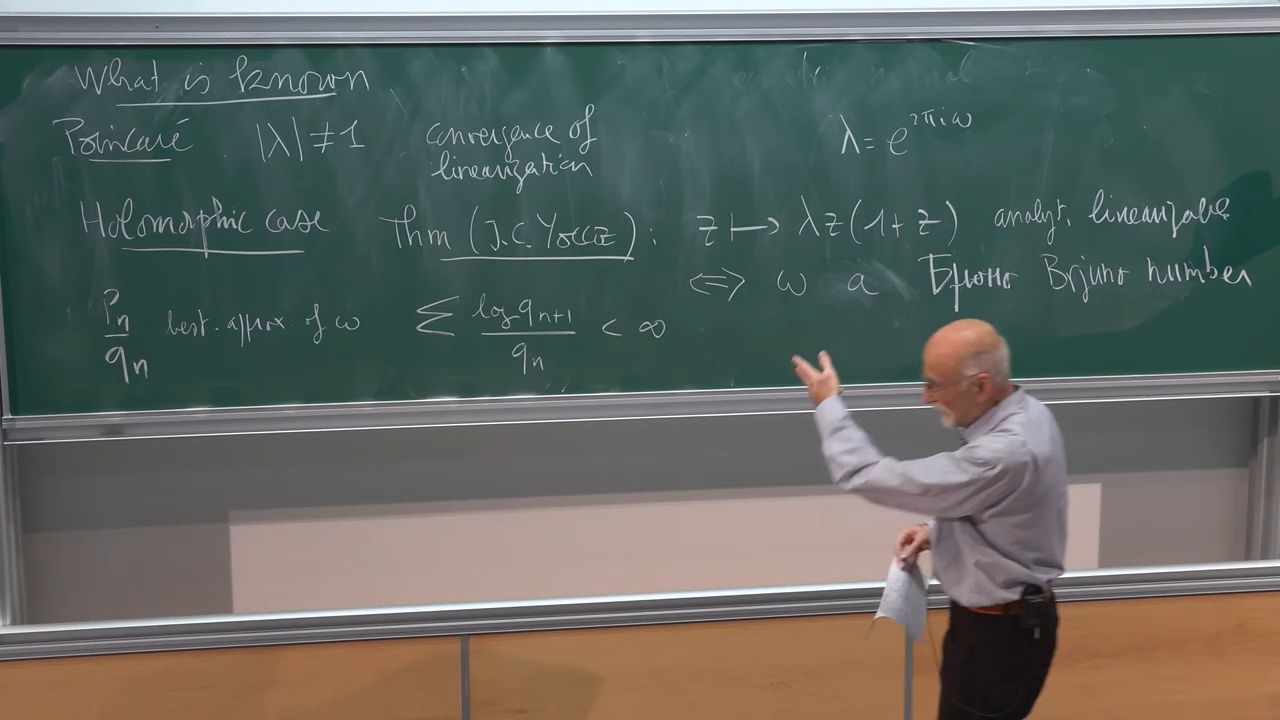 What is known
Poincaré |λ| ≠ 1 convergence of linearization λ = e^{2πiω}
Holomorphic case Thm (J.C. Yoccoz): z ↦ λz(1+z) analyt. linearizable
⟺ ω a Брюно Brjuno number
p_n/q_n best. approx. of ω Σ log q_{n+1}/q_n < ∞